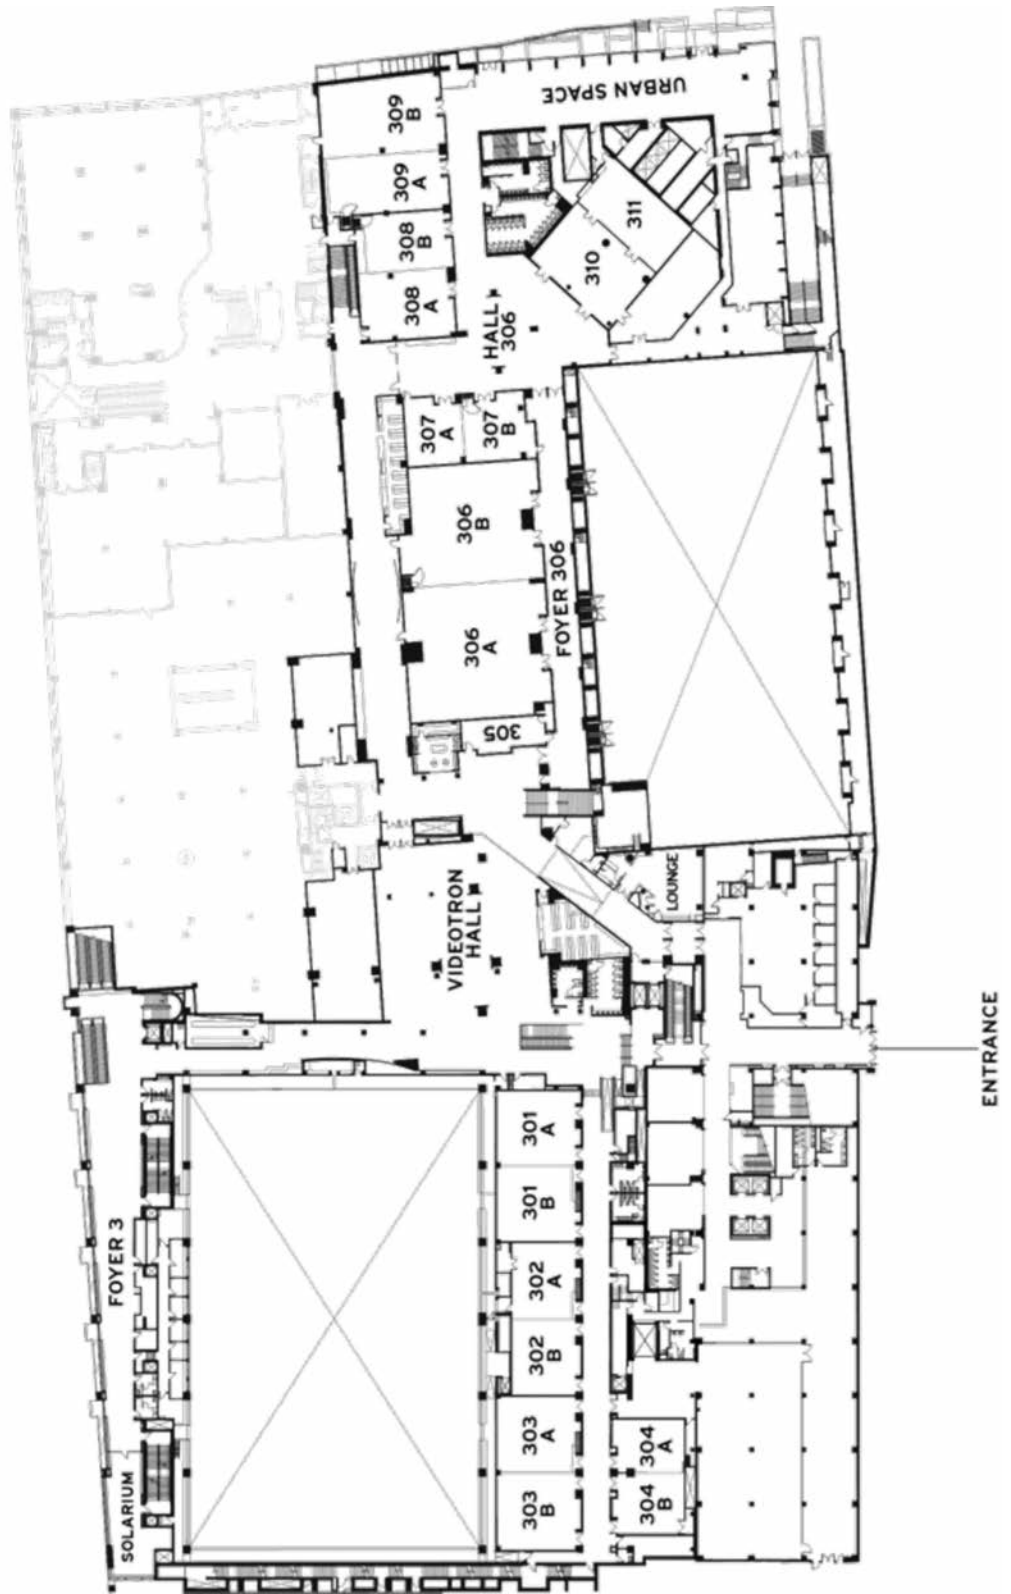 URBAN SPACE
309
B
309
A
308
B
308
A
311
310
HALL
306
307
A
307
B
306
B
306
A
FOYER 306
305
LOUNGE
VIDEOTRON
HALL
ENTRANCE
301
A
301
B
302
A
302
B
303
A
303
B
304
A
304
B
FOYER 3
SOLARIUM